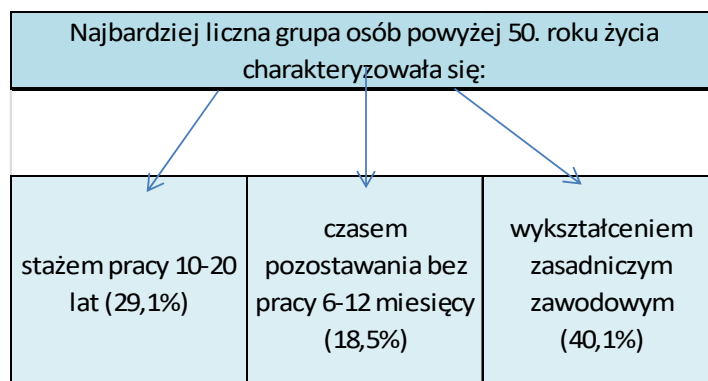 Najbardziej liczna grupa osób powyżej 50. roku życia
charakteryzowała się:
stażem pracy 10-20
lat (29,1%)
czasem
pozostawania bez
pracy 6-12 miesięcy
(18,5%)
wykształceniem
zasadniczym
zawodowym
(40,1%)